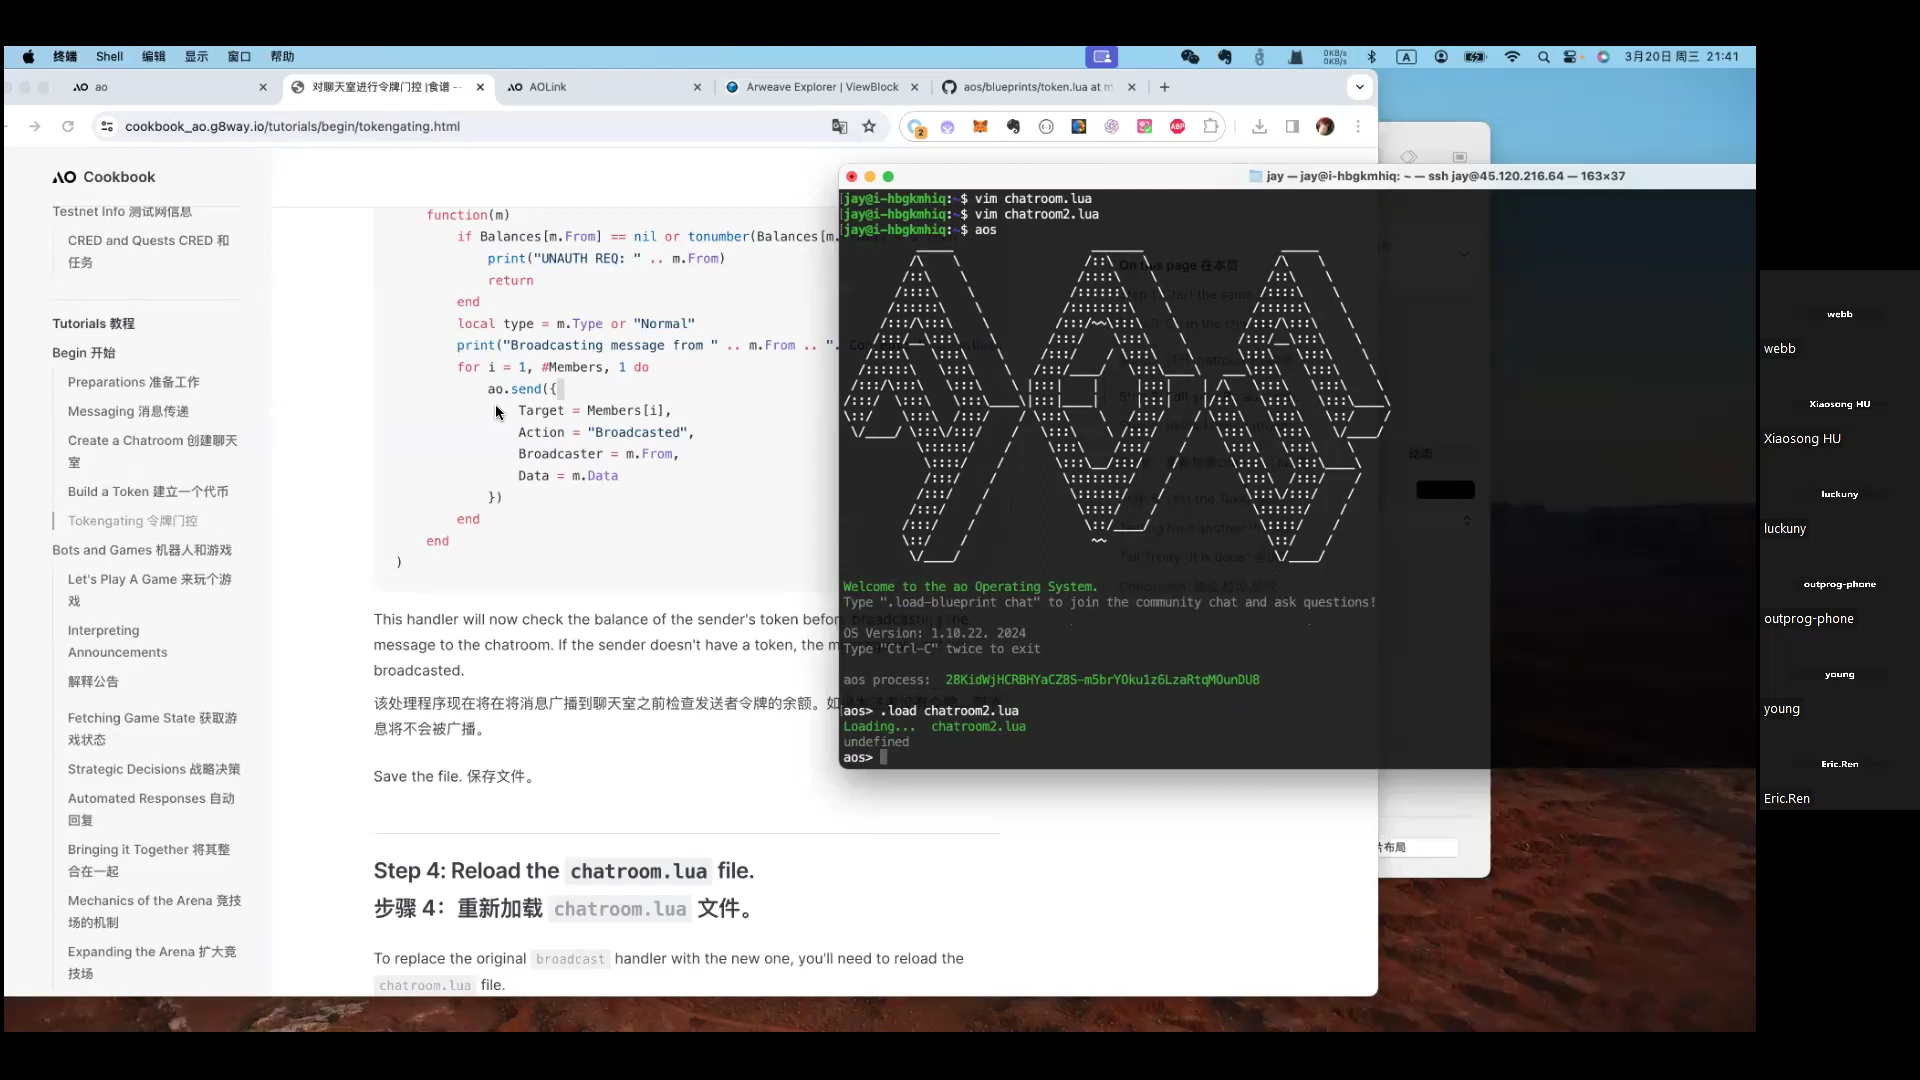 终端 Shell 编辑 显示 窗口 帮助
0KB/s
0KB/s
A
3月20日 周三 21:41
ao
对聊天室进行令牌门控 |食谱 -
AOLink
Arweave Explorer | ViewBlock
aos/blueprints/token.lua at m
cookbook_ao.g8way.io/tutorials/begin/tokengating.html
2
ABP
Cookbook
Testnet Info 测试网信息
CRED and Quests CRED 和
任务
Tutorials 教程
Begin 开始
Preparations 准备工作
Messaging 消息传递
Create a Chatroom 创建聊天
室
Build a Token 建立一个代币
Tokengating 令牌门控
Bots and Games 机器人和游戏
Let's Play A Game 来玩个游
戏
Interpreting
Announcements
解释公告
Fetching Game State 获取游
戏状态
Strategic Decisions 战略决策
Automated Responses 自动
回复
Bringing it Together 将其整
合在一起
Mechanics of the Arena 竞技
场的机制
Expanding the Arena 扩大竞
技场
function(m)
if Balances[m.From] == nil or tonumber(Balances[m.
print("UNAUTH REQ: " .. m.From)
return
end
local type = m.Type or "Normal"
print("Broadcasting message from " .. m.From .. ".
for i = 1, #Members, 1 do
ao.send({
Target = Members[i],
Action = "Broadcasted",
Broadcaster = m.From,
Data = m.Data
})
end
end
)
This handler will now check the balance of the sender's token before broadcasting the
message to the chatroom. If the sender doesn't have a token, the m
broadcasted.
该处理程序现在将在将消息广播到聊天室之前检查发送者令牌的余额。如
息将不会被广播。
Save the file. 保存文件。
Step 4: Reload the chatroom.lua file.
步骤 4：重新加载 chatroom.lua 文件。
To replace the original broadcast handler with the new one, you'll need to reload the
chatroom.lua file.
jay — jay@i-hbgkmhiq: ~ — ssh jay@45.120.216.64 — 163×37
[jay@i-hbgkmhiq:~$ vim chatroom.lua
[jay@i-hbgkmhiq:~$ vim chatroom2.lua
[jay@i-hbgkmhiq:~$ aos
On this page 在本页
Welcome to the ao Operating System.
Type ".load-blueprint chat" to join the community chat and ask questions!
OS Version: 1.10.22. 2024
Type "Ctrl-C" twice to exit
aos process: 28KidWjHCRBHYaCZ8S-m5brYOku1z6LzaRtqMOunDU8
aos> .load chatroom2.lua
Loading... chatroom2.lua
undefined
aos>
动态
片布局
webb
webb
Xiaosong HU
Xiaosong HU
luckuny
luckuny
outprog-phone
outprog-phone
young
young
Eric.Ren
Eric.Ren